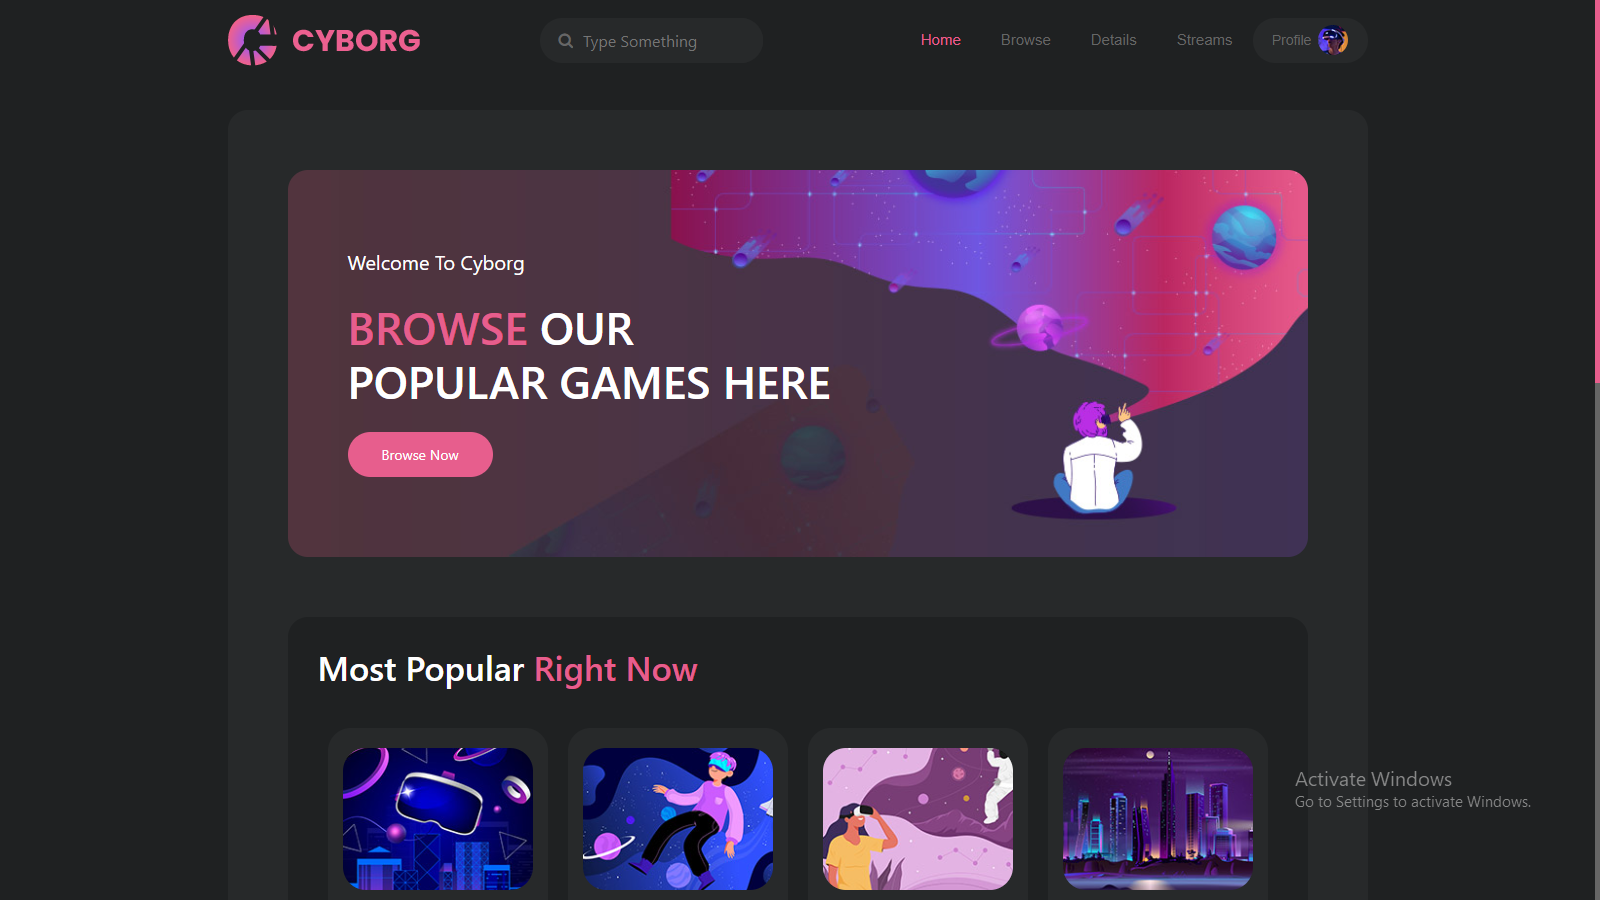 CYBORG
Type Something
Home Browse Details Streams Profile
Welcome To Cyborg
BROWSE OUR
POPULAR GAMES HERE
Browse Now
Most Popular Right Now
Activate Windows
Go to Settings to activate Windows.